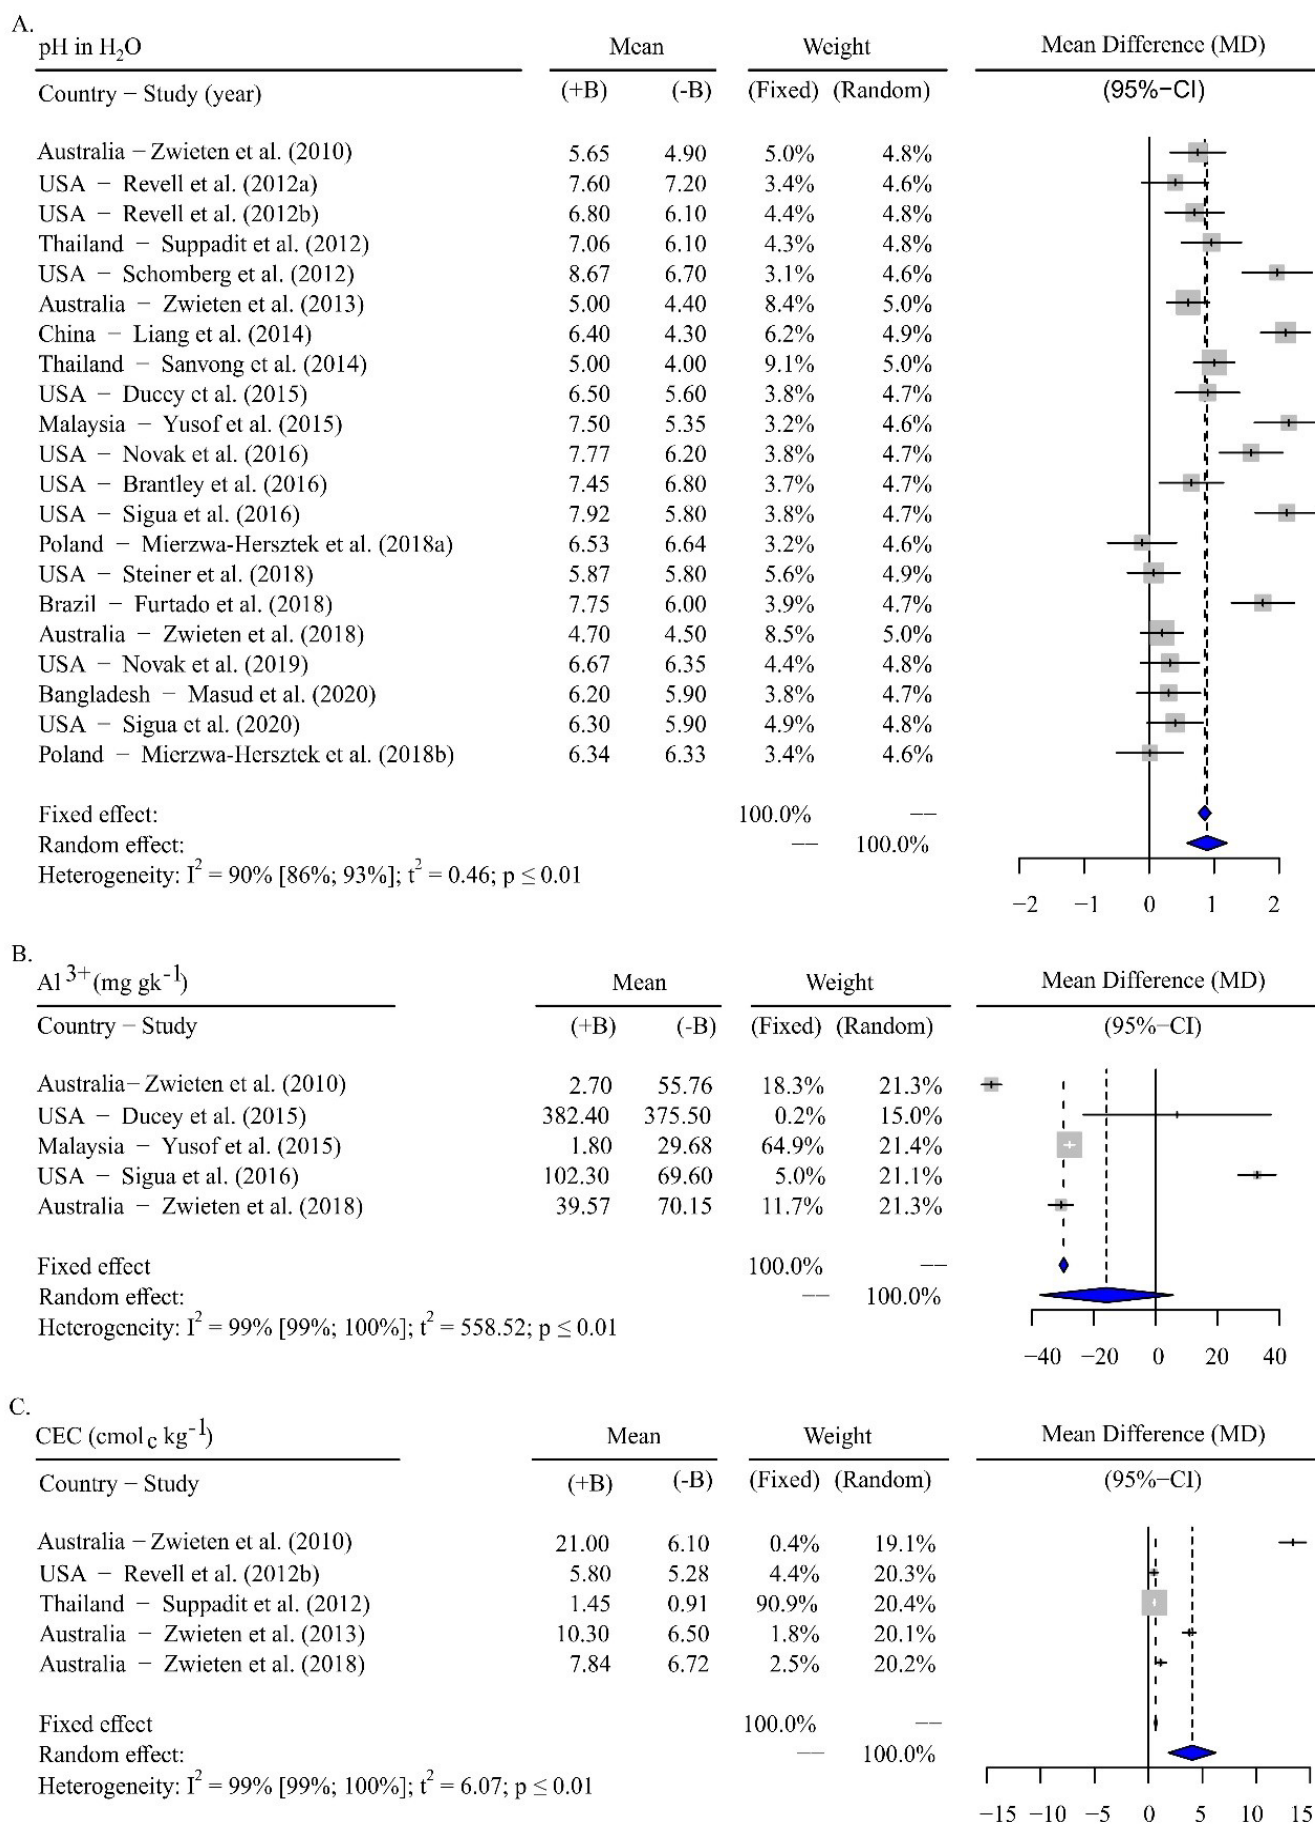 A.
pH in H2O Mean Weight Mean Difference (MD)
Country − Study (year) (+B) (-B) (Fixed) (Random) (95%−CI)
Australia − Zwieten et al. (2010) 5.65 4.90 5.0% 4.8%
USA − Revell et al. (2012a) 7.60 7.20 3.4% 4.6%
USA − Revell et al. (2012b) 6.80 6.10 4.4% 4.8%
Thailand − Suppadit et al. (2012) 7.06 6.10 4.3% 4.8%
USA − Schomberg et al. (2012) 8.67 6.70 3.1% 4.6%
Australia − Zwieten et al. (2013) 5.00 4.40 8.4% 5.0%
China − Liang et al. (2014) 6.40 4.30 6.2% 4.9%
Thailand − Sanvong et al. (2014) 5.00 4.00 9.1% 5.0%
USA − Ducey et al. (2015) 6.50 5.60 3.8% 4.7%
Malaysia − Yusof et al. (2015) 7.50 5.35 3.2% 4.6%
USA − Novak et al. (2016) 7.77 6.20 3.8% 4.7%
USA − Brantley et al. (2016) 7.45 6.80 3.7% 4.7%
USA − Sigua et al. (2016) 7.92 5.80 3.8% 4.7%
Poland − Mierzwa-Hersztek et al. (2018a) 6.53 6.64 3.2% 4.6%
USA − Steiner et al. (2018) 5.87 5.80 5.6% 4.9%
Brazil − Furtado et al. (2018) 7.75 6.00 3.9% 4.7%
Australia − Zwieten et al. (2018) 4.70 4.50 8.5% 5.0%
USA − Novak et al. (2019) 6.67 6.35 4.4% 4.8%
Bangladesh − Masud et al. (2020) 6.20 5.90 3.8% 4.7%
USA − Sigua et al. (2020) 6.30 5.90 4.9% 4.8%
Poland − Mierzwa-Hersztek et al. (2018b) 6.34 6.33 3.4% 4.6%
Fixed effect: 100.0% −−
Random effect: −− 100.0%
Heterogeneity: I² = 90% [86%; 93%]; t² = 0.46; p ≤ 0.01
−2 −1 0 1 2
B.
Al 3+ (mg gk-1) Mean Weight Mean Difference (MD)
Country − Study (+B) (-B) (Fixed) (Random) (95%−CI)
Australia− Zwieten et al. (2010) 2.70 55.76 18.3% 21.3%
USA − Ducey et al. (2015) 382.40 375.50 0.2% 15.0%
Malaysia − Yusof et al. (2015) 1.80 29.68 64.9% 21.4%
USA − Sigua et al. (2016) 102.30 69.60 5.0% 21.1%
Australia − Zwieten et al. (2018) 39.57 70.15 11.7% 21.3%
Fixed effect 100.0% −−
Random effect: −− 100.0%
Heterogeneity: I² = 99% [99%; 100%]; t² = 558.52; p ≤ 0.01
−40 −20 0 20 40
C.
CEC (cmol c kg-1) Mean Weight Mean Difference (MD)
Country − Study (+B) (-B) (Fixed) (Random) (95%−CI)
Australia − Zwieten et al. (2010) 21.00 6.10 0.4% 19.1%
USA − Revell et al. (2012b) 5.80 5.28 4.4% 20.3%
Thailand − Suppadit et al. (2012) 1.45 0.91 90.9% 20.4%
Australia − Zwieten et al. (2013) 10.30 6.50 1.8% 20.1%
Australia − Zwieten et al. (2018) 7.84 6.72 2.5% 20.2%
Fixed effect 100.0% −−
Random effect: −− 100.0%
Heterogeneity: I² = 99% [99%; 100%]; t² = 6.07; p ≤ 0.01
−15 −10 −5 0 5 10 15